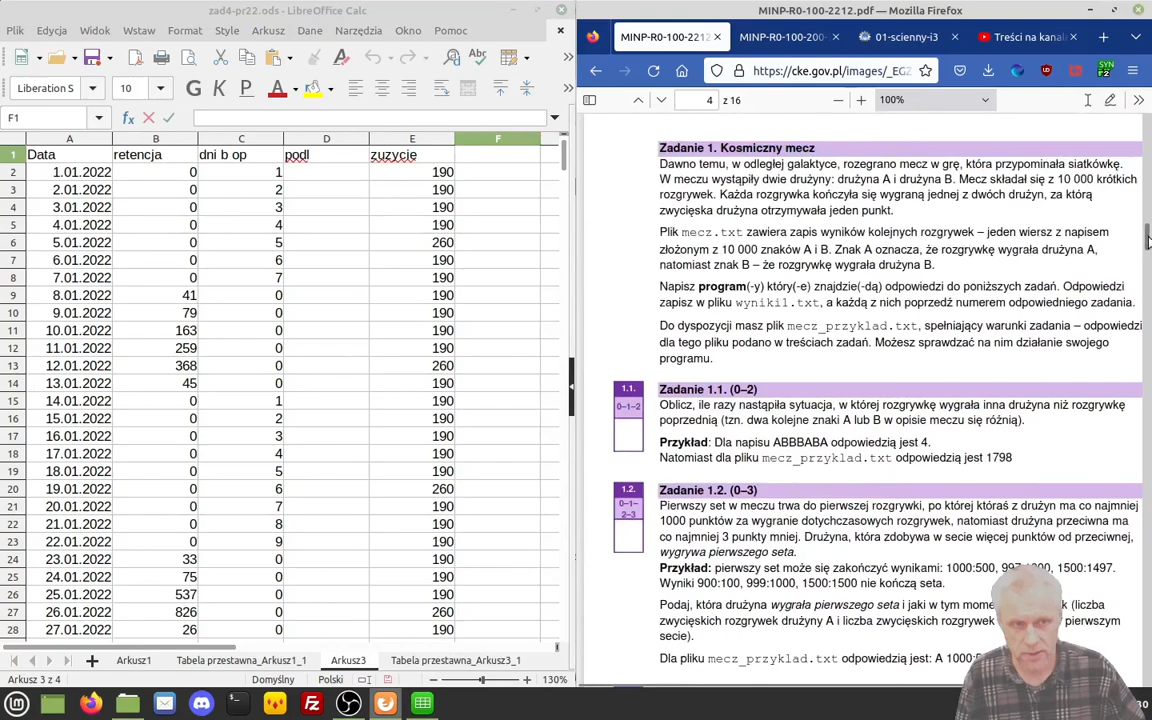 zad4-pr22.ods - LibreOffice Calc
Plik Edycja Widok Wstaw Format Style Arkusz Dane Narzędzia Okno Pomoc
Liberation S 10 G K P A
F1 fx
A B C D E F
1 Data retencja dni b op podl zuzycie
2 1.01.2022 0 1 190
3 2.01.2022 0 2 190
4 3.01.2022 0 3 190
5 4.01.2022 0 4 190
6 5.01.2022 0 5 260
7 6.01.2022 0 6 190
8 7.01.2022 0 7 190
9 8.01.2022 41 0 190
10 9.01.2022 79 0 190
11 10.01.2022 163 0 190
12 11.01.2022 259 0 190
13 12.01.2022 368 0 260
14 13.01.2022 45 0 190
15 14.01.2022 0 1 190
16 15.01.2022 0 2 190
17 16.01.2022 0 3 190
18 17.01.2022 0 4 190
19 18.01.2022 0 5 190
20 19.01.2022 0 6 260
21 20.01.2022 0 7 190
22 21.01.2022 0 8 190
23 22.01.2022 0 9 190
24 23.01.2022 33 0 190
25 24.01.2022 75 0 190
26 25.01.2022 537 0 190
27 26.01.2022 826 0 260
28 27.01.2022 26 0 190
Arkusz1 Tabela przestawna_Arkusz1_1 Arkusz3 Tabela przestawna_Arkusz3_1
Arkusz 3 z 4 Domyślny Polski 130%
MINP-R0-100-2212.pdf — Mozilla Firefox
MINP-R0-100-2212 MINP-R0-100-200 01-scienny-i3 Treści na kanale
https://cke.gov.pl/images/_EGZ
4 z 16 100%
Zadanie 1. Kosmiczny mecz
Dawno temu, w odległej galaktyce, rozegrano mecz w grę, która przypominała siatkówkę.
W meczu wystąpiły dwie drużyny: drużyna A i drużyna B. Mecz składał się z 10 000 krótkich
rozgrywek. Każda rozgrywka kończyła się wygraną jednej z dwóch drużyn, za którą
zwycięska drużyna otrzymywała jeden punkt.
Plik mecz.txt zawiera zapis wyników kolejnych rozgrywek – jeden wiersz z napisem
złożonym z 10 000 znaków A i B. Znak A oznacza, że rozgrywkę wygrała drużyna A,
natomiast znak B – że rozgrywkę wygrała drużyna B.
Napisz program(-y) który(-e) znajdzie(-dą) odpowiedzi do poniższych zadań. Odpowiedzi
zapisz w pliku wyniki1.txt, a każdą z nich poprzedź numerem odpowiedniego zadania.
Do dyspozycji masz plik mecz_przyklad.txt, spełniający warunki zadania – odpowiedzi
dla tego pliku podano w treściach zadań. Możesz sprawdzać na nim działanie swojego
programu.
1.1.
0–1–2
Zadanie 1.1. (0–2)
Oblicz, ile razy nastąpiła sytuacja, w której rozgrywkę wygrała inna drużyna niż rozgrywkę
poprzednią (tzn. dwa kolejne znaki A lub B w opisie meczu się różnią).
Przykład: Dla napisu ABBBABA odpowiedzią jest 4.
Natomiast dla pliku mecz_przyklad.txt odpowiedzią jest 1798
1.2.
0–1–
2–3
Zadanie 1.2. (0–3)
Pierwszy set w meczu trwa do pierwszej rozgrywki, po której któraś z drużyn ma co najmniej
1000 punktów za wygranie dotychczasowych rozgrywek, natomiast drużyna przeciwna ma
co najmniej 3 punkty mniej. Drużyna, która zdobywa w secie więcej punktów od
przeciwnej, wygrywa pierwszego seta.
Przykład: pierwszy set może się zakończyć wynikami: 1000:500, 1500:1497.
Wyniki 900:100, 999:1000, 1500:1500 nie kończą seta.
Podaj, która drużyna wygrała pierwszego seta i jaki w tym (liczba
zwycięskich rozgrywek drużyny A i liczba zwycięskich pierwszym
secie).
Dla pliku mecz_przyklad.txt odpowiedzią jest: A 1000: